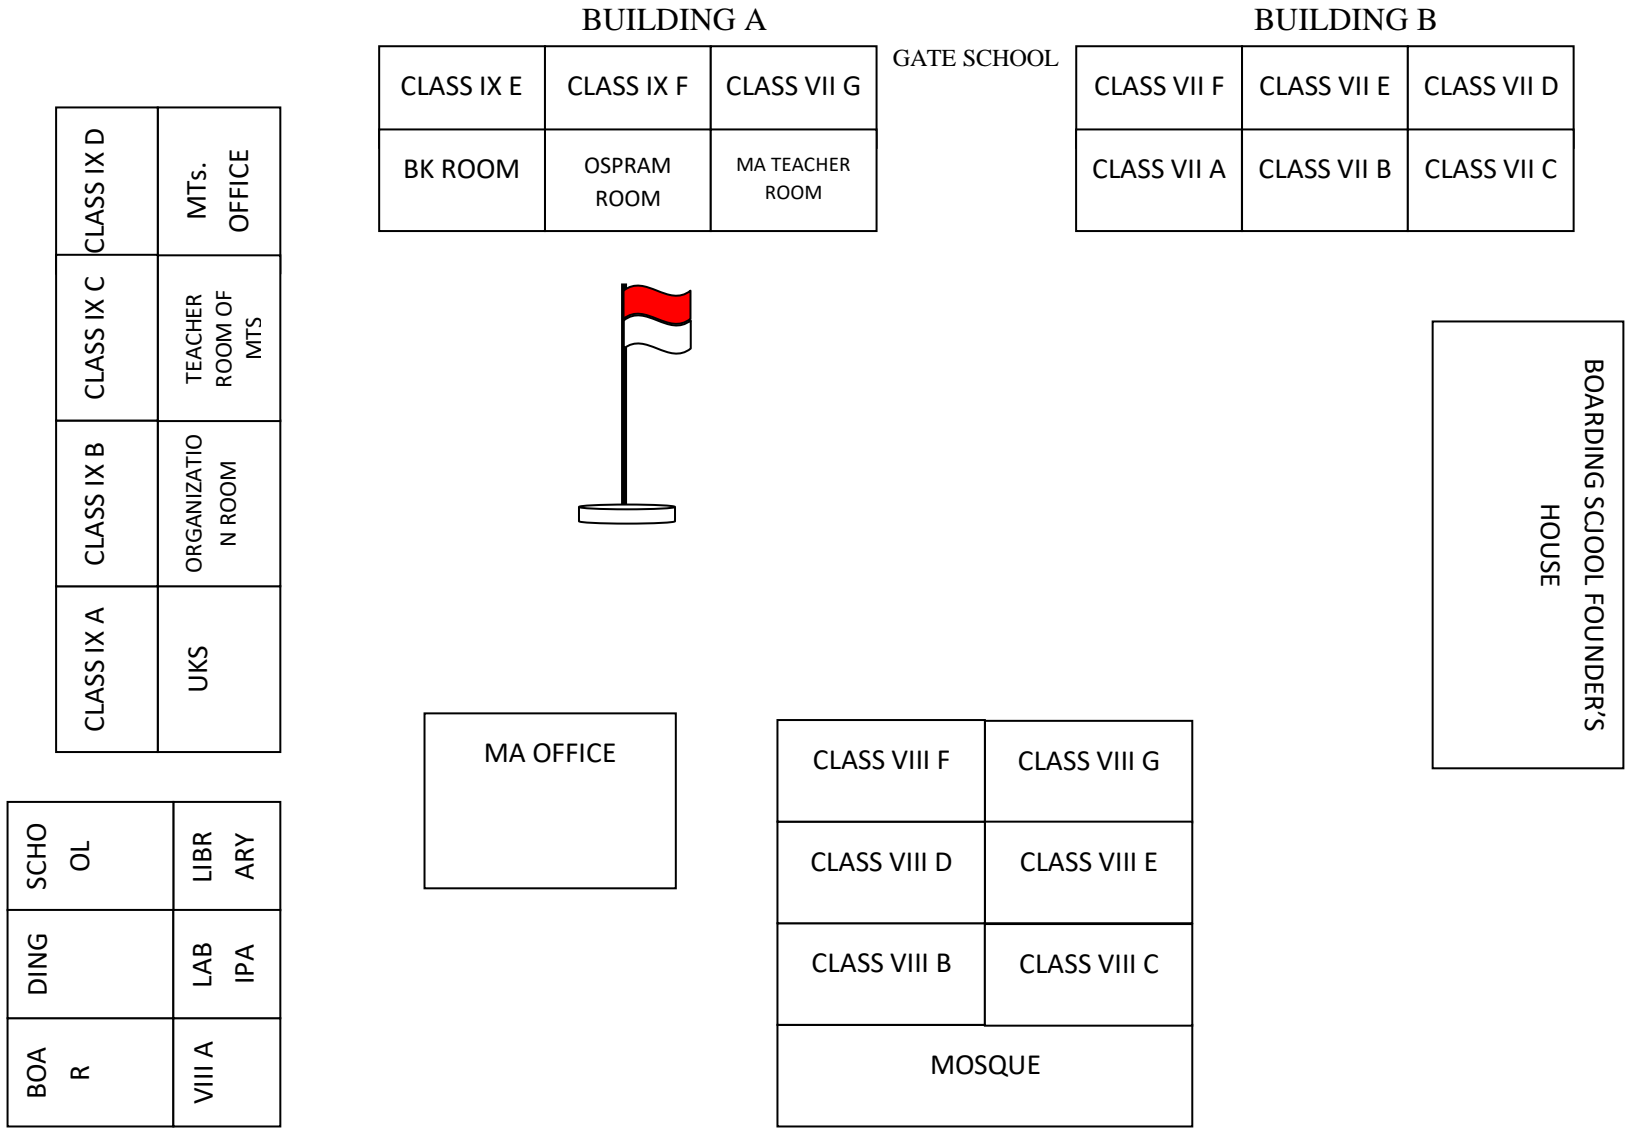 BUILDING A
BUILDING B
GATE SCHOOL
CLASS IX E
CLASS IX F
CLASS VII G
BK ROOM
OSPRAM
ROOM
MA TEACHER
ROOM
CLASS VII F
CLASS VII E
CLASS VII D
CLASS VII A
CLASS VII B
CLASS VII C
CLASS IX D
MTs.
OFFICE
CLASS IX C
TEACHER
ROOM OF
MTS
CLASS IX B
ORGANIZATIO
N ROOM
CLASS IX A
UKS
BOARDING SCJOOL FOUNDER’S
HOUSE
MA OFFICE
CLASS VIII F
CLASS VIII G
CLASS VIII D
CLASS VIII E
CLASS VIII B
CLASS VIII C
MOSQUE
SCHO
OL
LIBR
ARY
DING
LAB
IPA
BOA
R
VIII A